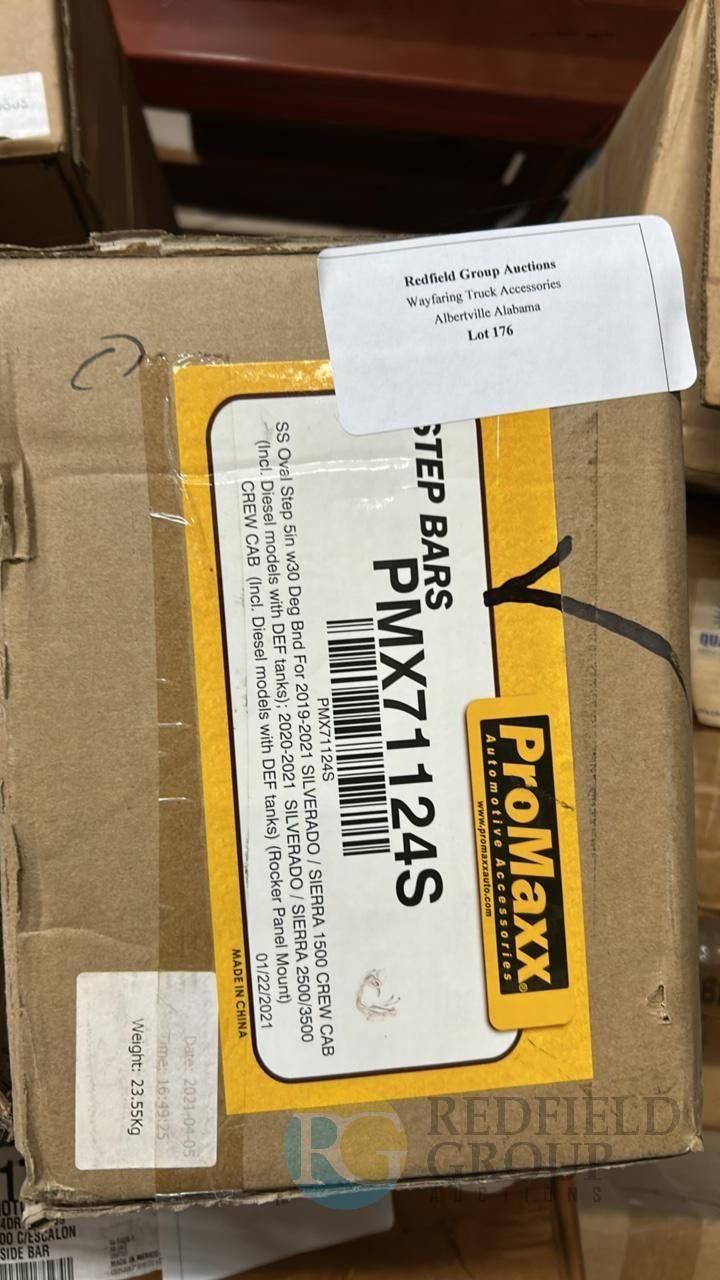 Redfield Group Auctions
Wayfaring Truck Accessories
Albertville Alabama
Lot 176
STEP BARS
PMX71124S
PMX71124S
SS Oval Step 5in w30 Deg Bnd For 2019-2021 SILVERADO / SIERRA 1500 CREW CAB
(Incl. Diesel models with DEF tanks); 2020-2021 SILVERADO / SIERRA 2500/3500
CREW CAB (Incl. Diesel models with DEF tanks) (Rocker Panel Mount)
01/22/2021
MADE IN CHINA
ProMaxx®
Automotive Accessories
www.promaxxauto.com
Date: 2021-04-05
Time: 16:49:25
Weight: 23.55Kg
RG
REDFIELD
GROUP
AUCTIONS
SIDE BAR